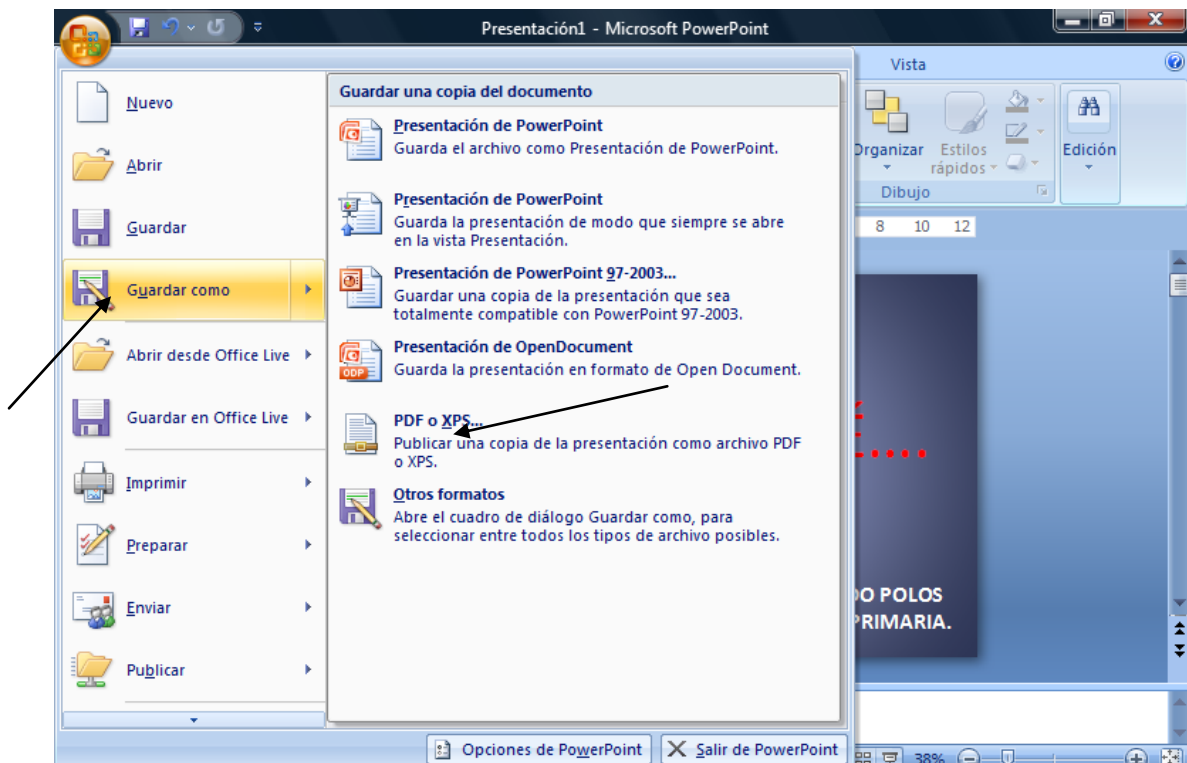 Presentación1 - Microsoft PowerPoint
Vista
Nuevo
Abrir
Guardar
Guardar como
Abrir desde Office Live
Guardar en Office Live
Imprimir
Preparar
Enviar
Publicar
Guardar una copia del documento
Presentación de PowerPoint
Guarda el archivo como Presentación de PowerPoint.
Presentación de PowerPoint
Guarda la presentación de modo que siempre se abre
en la vista Presentación.
Presentación de PowerPoint 97-2003...
Guardar una copia de la presentación que sea
totalmente compatible con PowerPoint 97-2003.
Presentación de OpenDocument
Guarda la presentación en formato de Open Document.
ODP
PDF o XPS...
Publicar una copia de la presentación como archivo PDF
o XPS.
Otros formatos
Abre el cuadro de diálogo Guardar como, para
seleccionar entre todos los tipos de archivo posibles.
Organizar
Estilos
rápidos
Edición
Dibujo
8 10 12
POLOS
PRIMARIA.
Opciones de PowerPoint
Salir de PowerPoint
38%